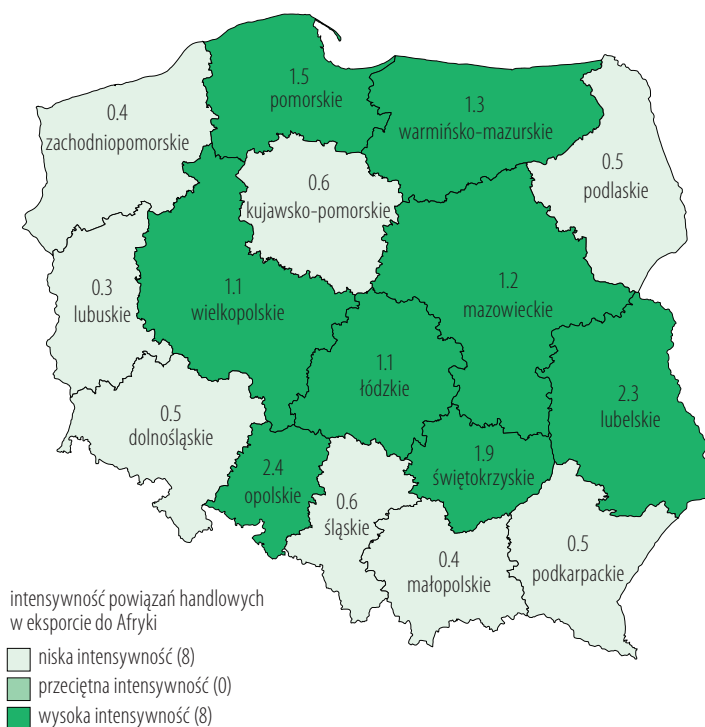 1.5
pomorskie
1.3
warmińsko-mazurskie
0.4
zachodniopomorskie
0.5
podlaskie
0.6
kujawsko-pomorskie
0.3
lubuskie
1.1
wielkopolskie
1.2
mazowieckie
1.1
łódzkie
2.3
lubelskie
0.5
dolnośląskie
2.4
opolskie
1.9
świętokrzyskie
0.6
śląskie
0.4
małopolskie
0.5
podkarpackie
intensywność powiązań handlowych
w eksporcie do Afryki
niska intensywność (8)
przeciętna intensywność (0)
wysoka intensywność (8)